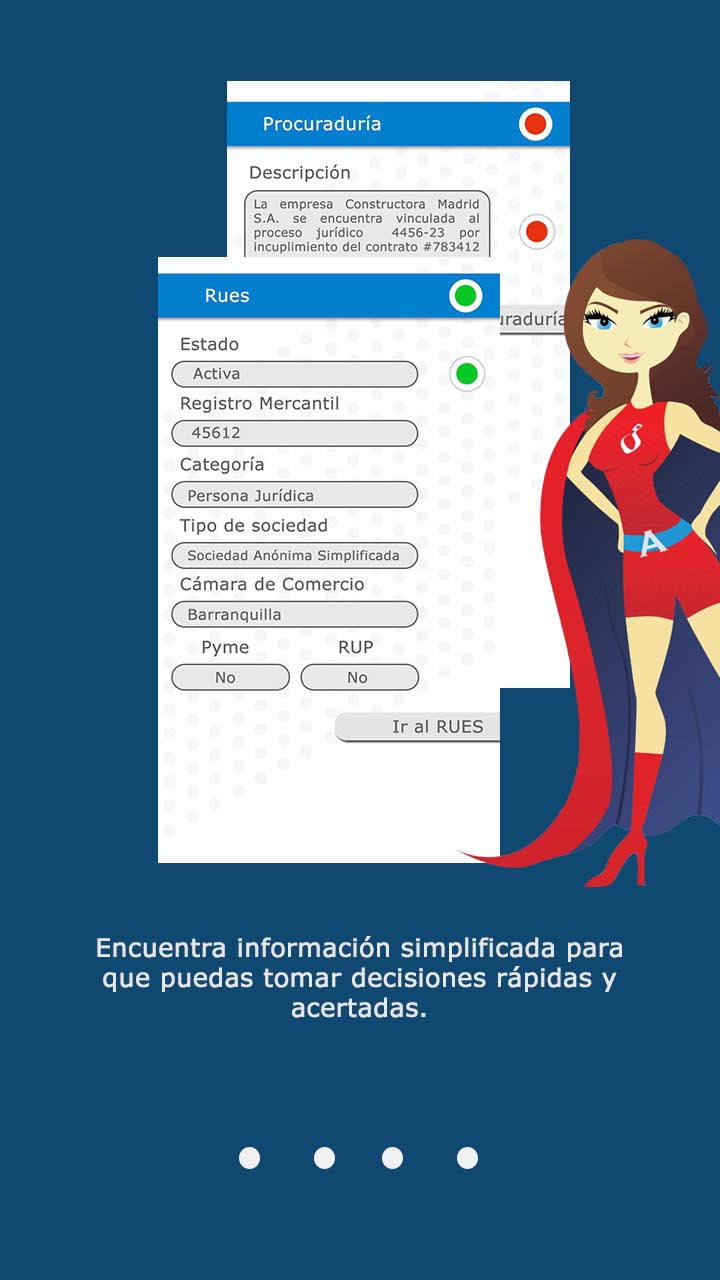 Procuraduría
Descripción
La empresa Constructora Madrid
S.A. se encuentra vinculada al
proceso jurídico 4456-23 por
incuplimiento del contrato #783412
uraduría
Rues
Estado
Activa
Registro Mercantil
45612
Categoría
Persona Jurídica
Tipo de sociedad
Sociedad Anónima Simplificada
Cámara de Comercio
Barranquilla
Pyme RUP
No No
Ir al RUES
A
Encuentra información simplificada para
que puedas tomar decisiones rápidas y
acertadas.